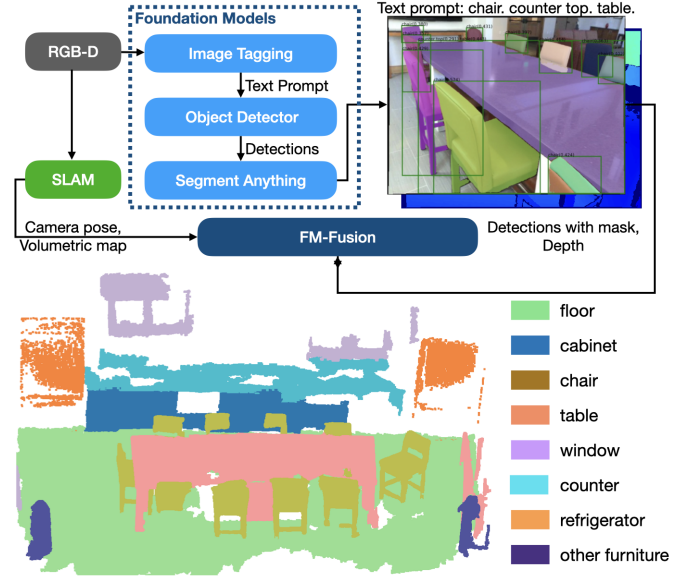 Foundation Models
Text prompt: chair. counter top. table.
RGB-D
Image Tagging
Text Prompt
Object Detector
Detections
SLAM
Segment Anything
Camera pose,
Volumetric map
FM-Fusion
Detections with mask,
Depth
floor
cabinet
chair
table
window
counter
refrigerator
other furniture